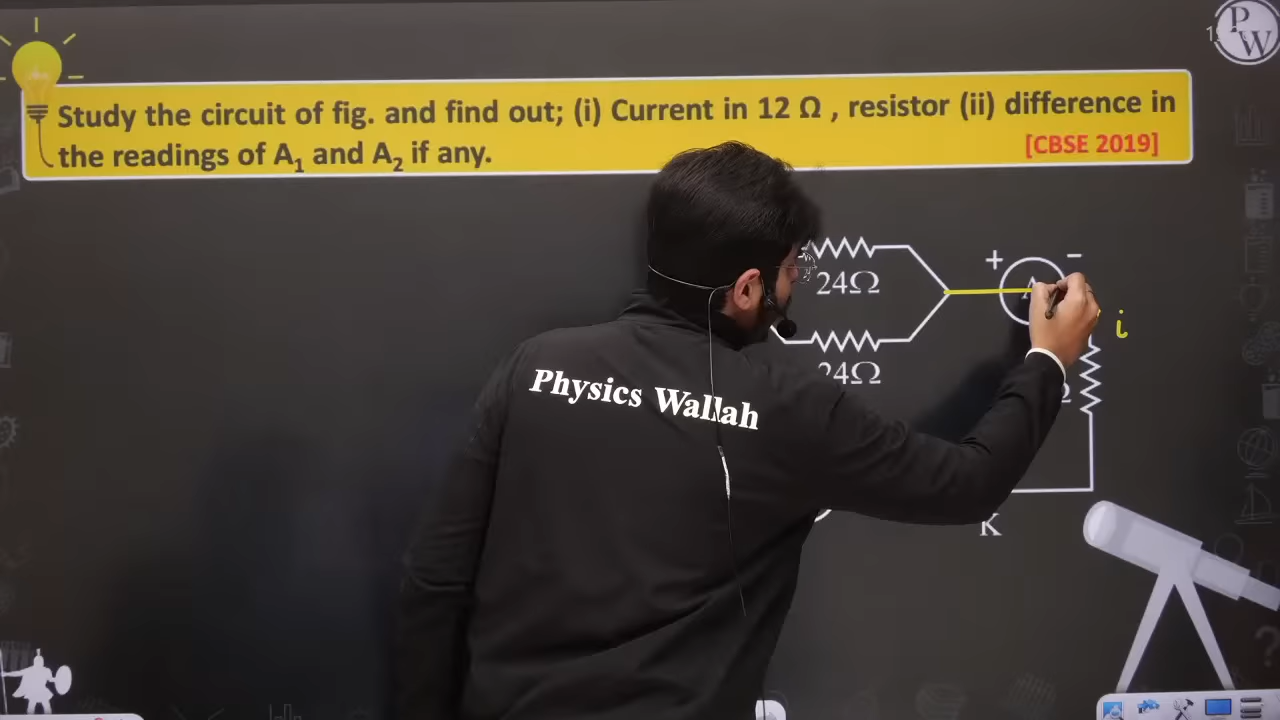 Study the circuit of fig. and find out; (i) Current in 12 Ω , resistor (ii) difference in
the readings of A₁ and A₂ if any.
[CBSE 2019]
PW
+ −
24Ω
i
24Ω
K
Physics Wallah